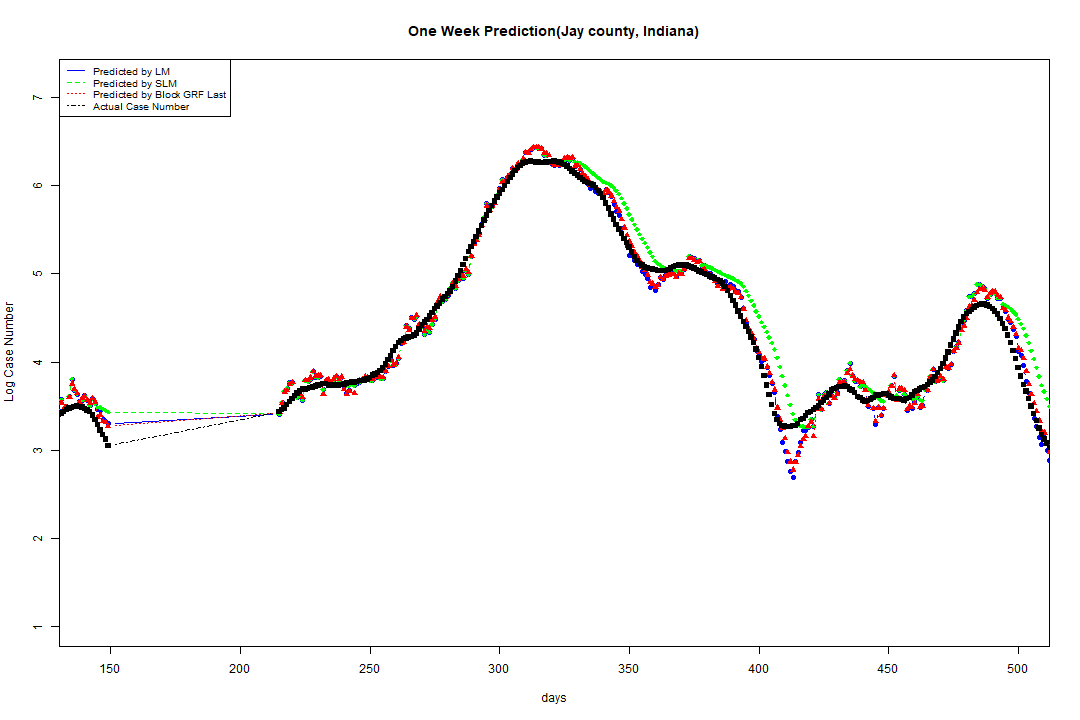 One Week Prediction(Jay county, Indiana)
Predicted by LM
Predicted by SLM
Predicted by Block GRF Last
Actual Case Number
Log Case Number
7
6
5
4
3
2
1
150 200 250 300 350 400 450 500
days